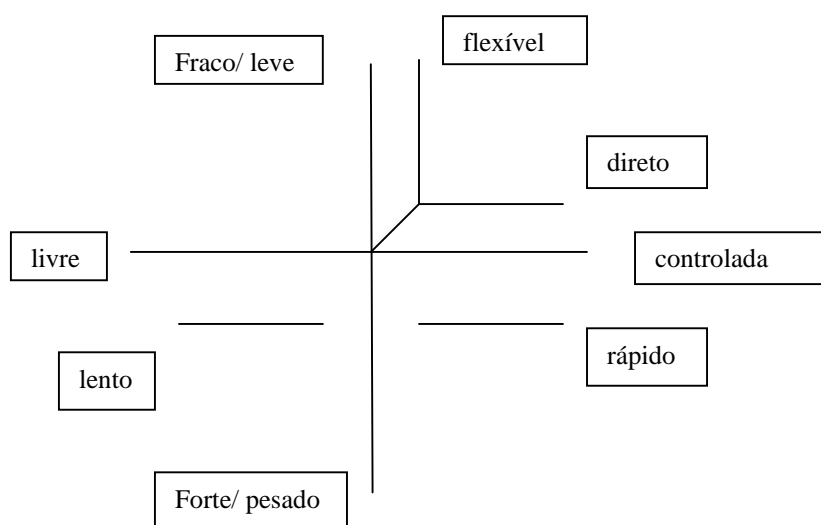 flexível
Fraco/ leve
direto
livre
controlada
rápido
lento
Forte/ pesado